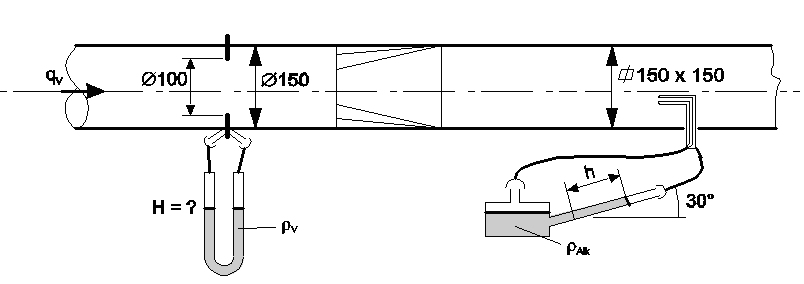 qv
Ø100
Ø150
⌀150 x 150
H = ?
ρV
h
30°
ρAlk